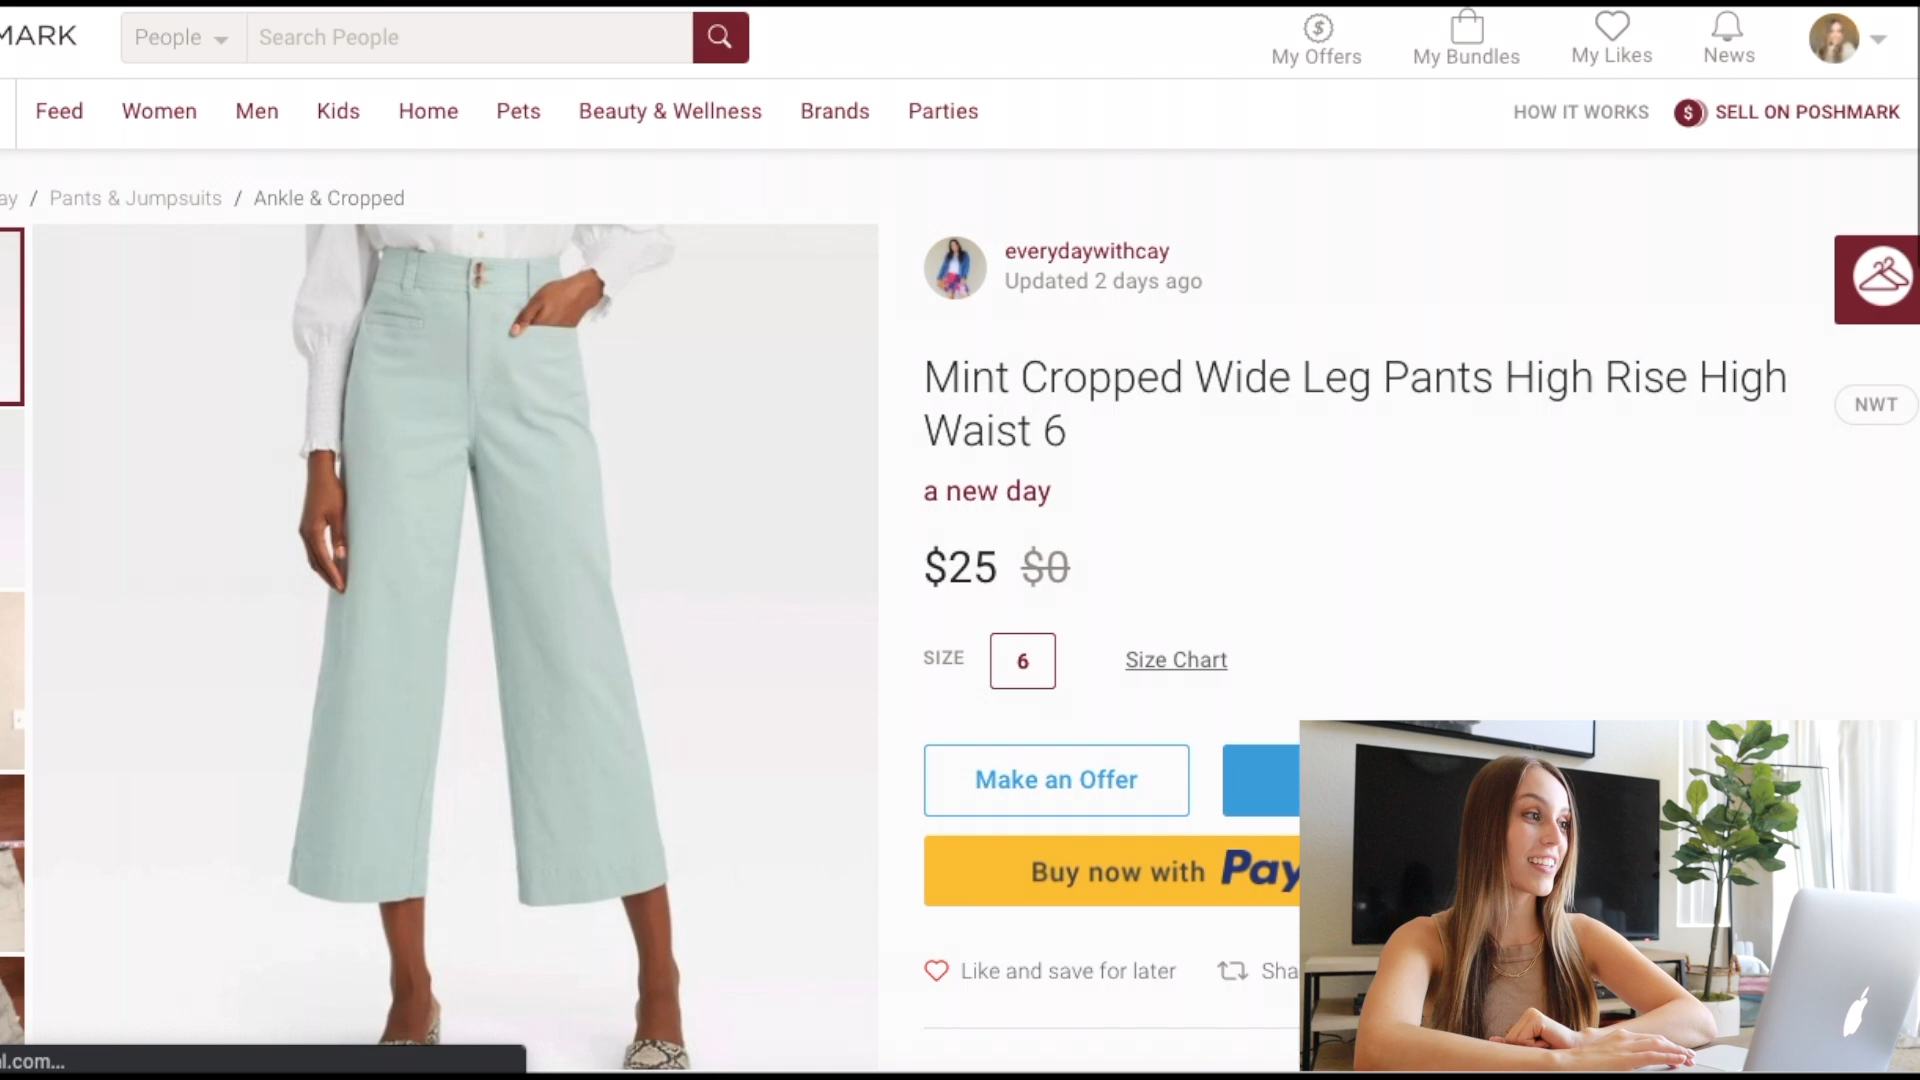 MARK
People
Search People
My Offers
My Bundles
My Likes
News
Feed
Women
Men
Kids
Home
Pets
Beauty & Wellness
Brands
Parties
HOW IT WORKS
$ SELL ON POSHMARK
ay / Pants & Jumpsuits / Ankle & Cropped
everydaywithcay
Updated 2 days ago
Mint Cropped Wide Leg Pants High Rise High
Waist 6
NWT
a new day
$25 $0
SIZE
6
Size Chart
Make an Offer
Buy now with Pay
Like and save for later
Sha
l.com...